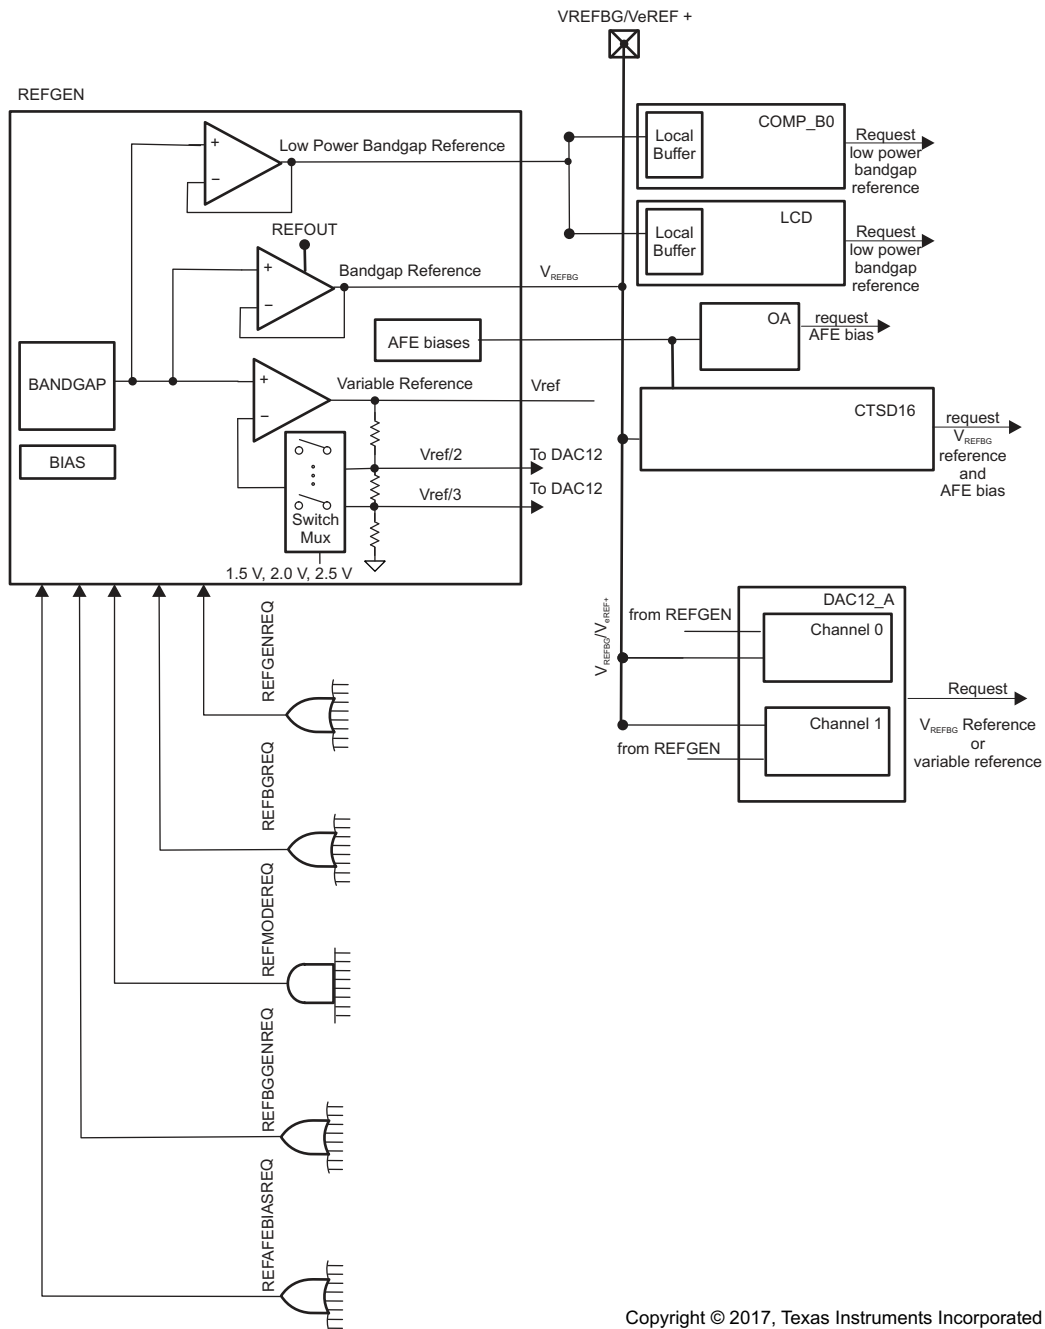 VREFBG/VeREF +
REFGEN
COMP_B0
Local
Buffer
Request
low power
bandgap
reference
+
−
Low Power Bandgap Reference
LCD
Local
Buffer
Request
low power
bandgap
reference
REFOUT
+
−
Bandgap Reference
VREFBG
OA
request
AFE bias
AFE biases
BANDGAP
+
−
Variable Reference
Vref
CTSD16
request
VREFBG
reference
and
AFE bias
BIAS
Vref/2
To DAC12
Vref/3
To DAC12
Switch
Mux
1.5 V, 2.0 V, 2.5 V
VREFBG/VeREF+
DAC12_A
from REFGEN
Channel 0
Request
VREFBG Reference
or
variable reference
Channel 1
from REFGEN
REFGENREQ
REFBGREQ
REFMODEREQ
REFBGGENREQ
REFAFEBIASREQ
Copyright © 2017, Texas Instruments Incorporated